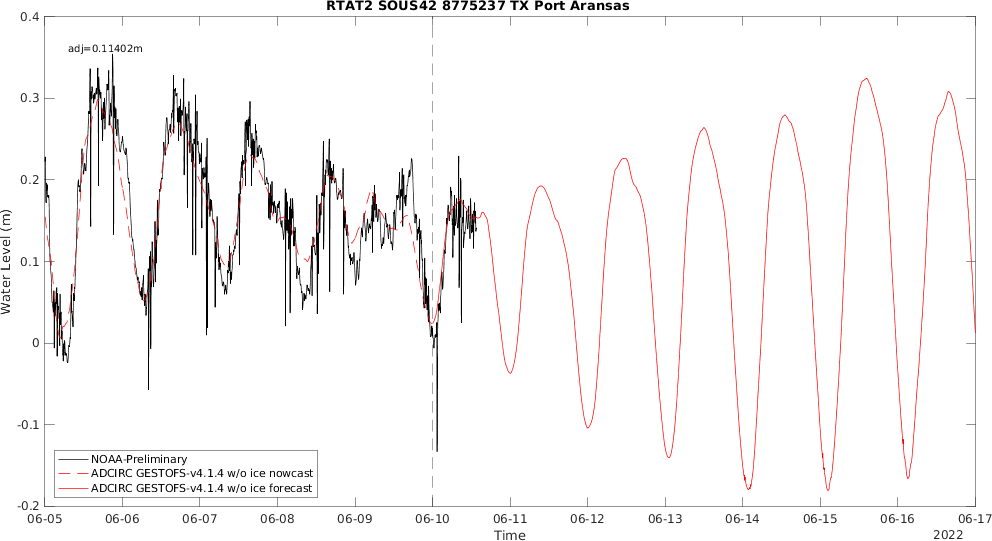 RTAT2 SOUS42 8775237 TX Port Aransas
adj=0.11402m
0.4
0.3
0.2
0.1
0
-0.1
-0.2
Water Level (m)
NOAA-Preliminary
ADCIRC GESTOFS-v4.1.4 w/o ice nowcast
ADCIRC GESTOFS-v4.1.4 w/o ice forecast
06-05 06-06 06-07 06-08 06-09 06-10 06-11 06-12 06-13 06-14 06-15 06-16 06-17
Time
2022